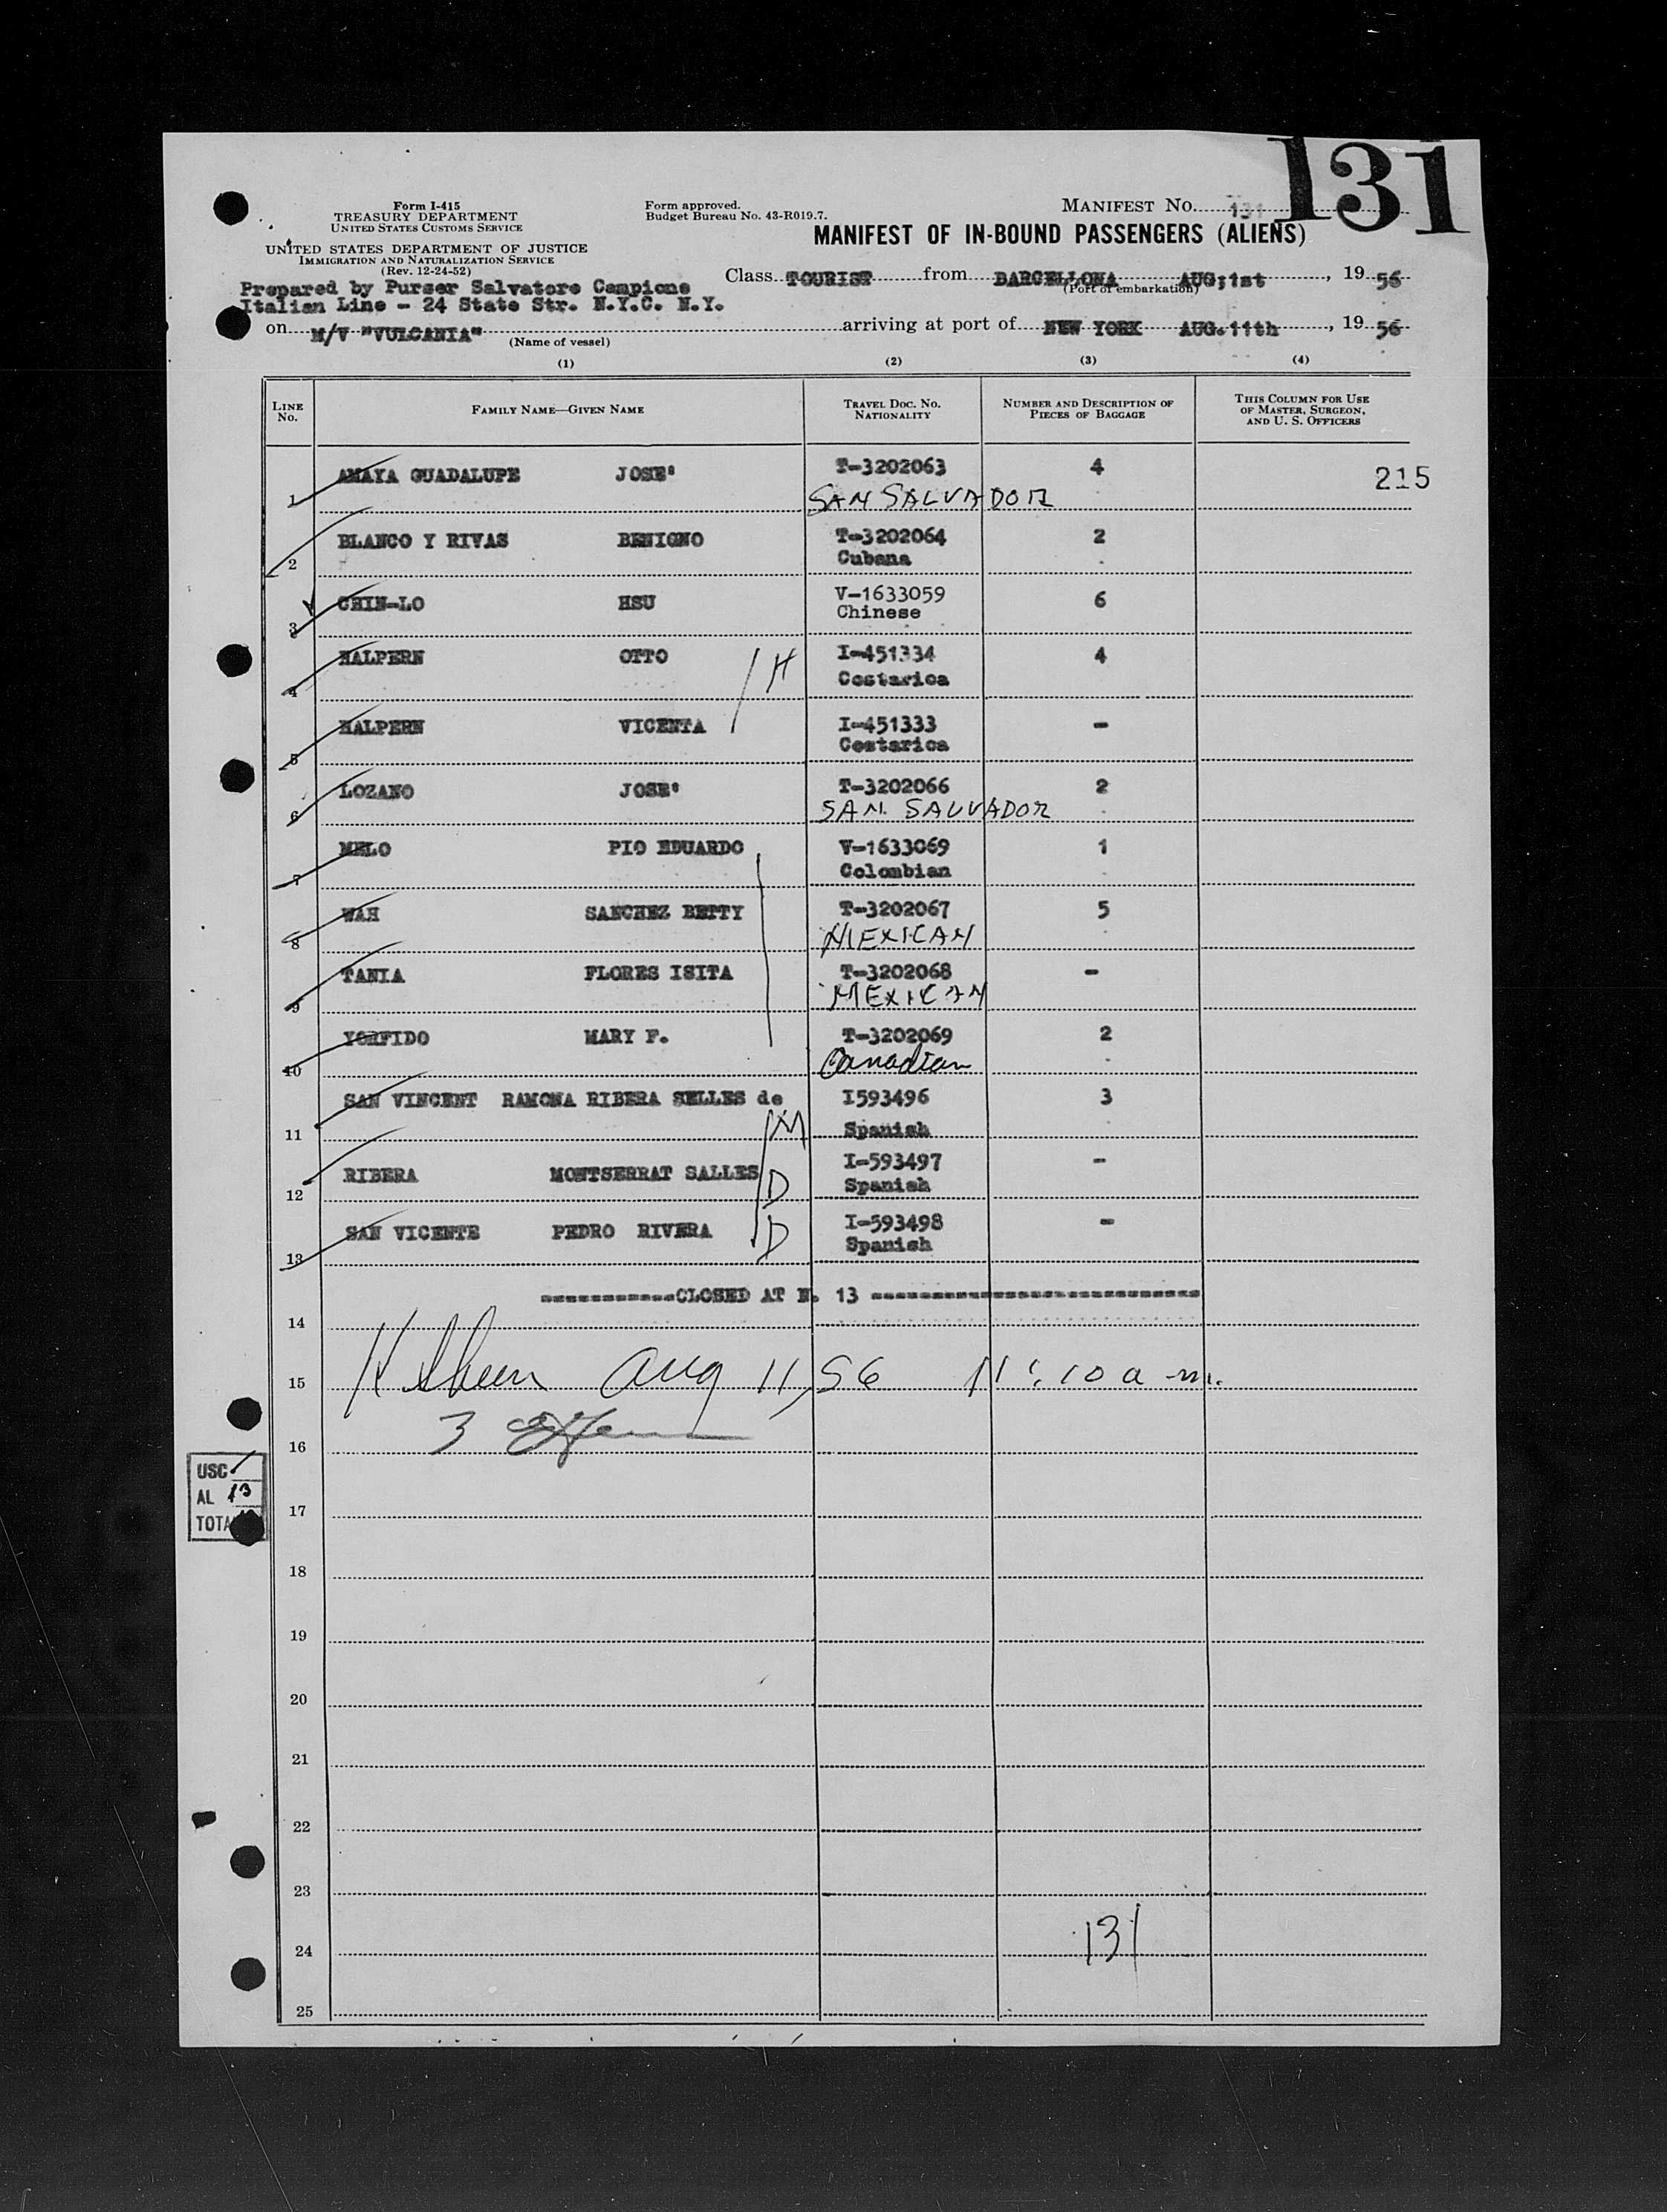 131
Form I-415
TREASURY DEPARTMENT
UNITED STATES CUSTOMS SERVICE
UNITED STATES DEPARTMENT OF JUSTICE
IMMIGRATION AND NATURALIZATION SERVICE
(Rev. 12-24-52)
Form approved.
Budget Bureau No. 43-R019.7.
MANIFEST NO. 131
MANIFEST OF IN-BOUND PASSENGERS (ALIENS)
Prepared by Purser Salvatore Campione
Italian Line - 24 State Str. N.Y.C. N.Y.
Class TOURIST from BARCELLONA AUG;1st, 19 56
(Port of embarkation)
on M/V "VULCANIA" arriving at port of NEW YORK AUG.11th, 19 56
(Name of vessel)
(1) (2) (3) (4)
LINE NO. FAMILY NAME—GIVEN NAME TRAVEL DOC. NO. NATIONALITY NUMBER AND DESCRIPTION OF PIECES OF BAGGAGE THIS COLUMN FOR USE OF MASTER, SURGEON, AND U. S. OFFICERS
1 AMAYA GUADALUPE JOSE' T-3202063 4 215
SAN SALVADOR
2 BLANCO Y RIVAS BENIGNO T-3202064 2
Cubana
3 CHIN-LO HSU V-1633059 6
Chinese
4 HALPERN OTTO H I-451334 4
Costarica
5 HALPERN VICENTA I-451333 -
Costarica
6 LOZANO JOSE' T-3202066 2
SAN. SALVADOR
7 MELO PIO EDUARDO V-1633069 1
Colombian
8 WAH SANCHEZ BETTY T-3202067 5
MEXICAN
9 TANIA FLORES ISITA T-3202068 -
MEXICAN
10 YORFIDO MARY F. T-3202069 2
Canadian
11 SAN VINCENT RAMONA RIBERA SELLES de M I593496 3
Spanish
12 RIBERA MONTSERRAT SALLES D I-593497 -
Spanish
13 SAN VICENTE PEDRO RIVERA D I-593498 -
Spanish
------------CLOSED AT N. 13 ------------------------------
14
15 Aug 11, 56 11:10 a.m.
16 3
USC
AL 13
TOTA
17
18
19
20
21
22
23
24 131
25